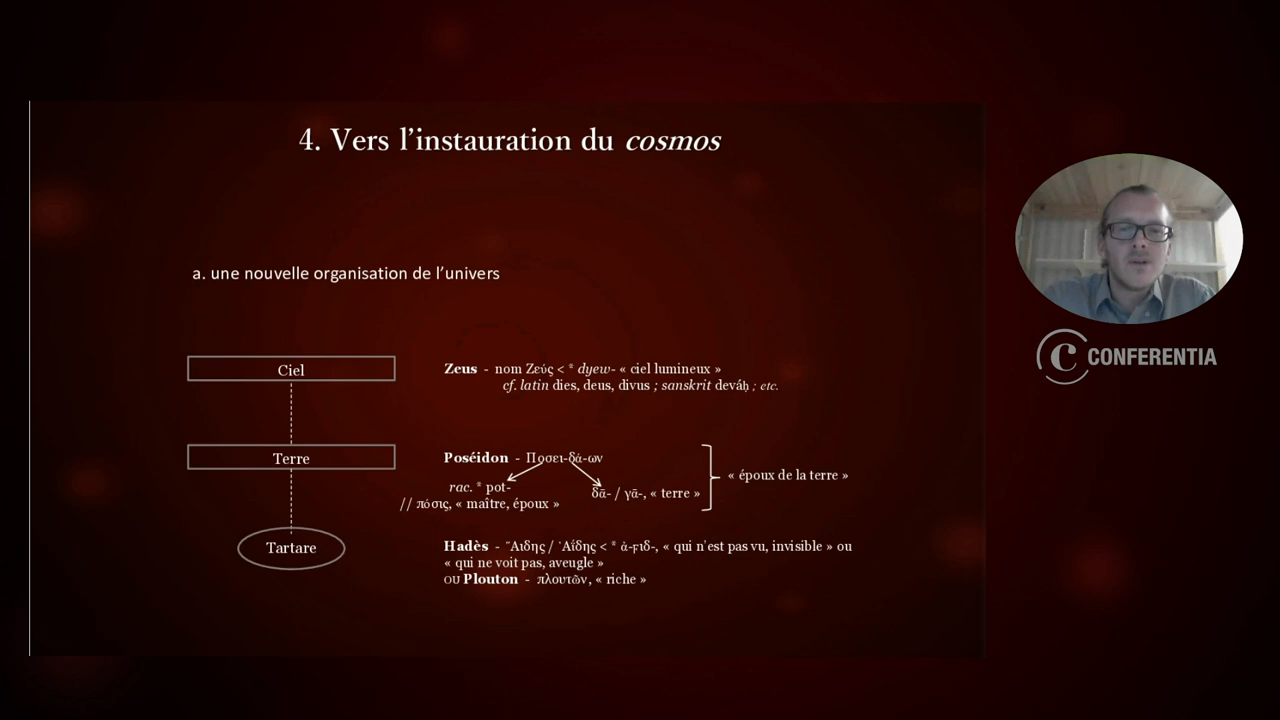 4. Vers l’instauration du cosmos
a. une nouvelle organisation de l’univers
Ciel
Zeus - nom Ζεύς < * dyew- « ciel lumineux »
cf. latin dies, deus, divus ; sanskrit deváḥ ; etc.
Terre
Poséidon - Ποσει-δά-ων
rac. * pot-
// πόσις, « maître, époux »
δᾱ- / γᾱ-, « terre »
« époux de la terre »
Tartare
Hadès - Ἅιδης / Ἀΐδης < * ἀ-ϝιδ-, « qui n’est pas vu, invisible » ou
« qui ne voit pas, aveugle »
OU Plouton - πλουτῶν, « riche »
C CONFERENTIA